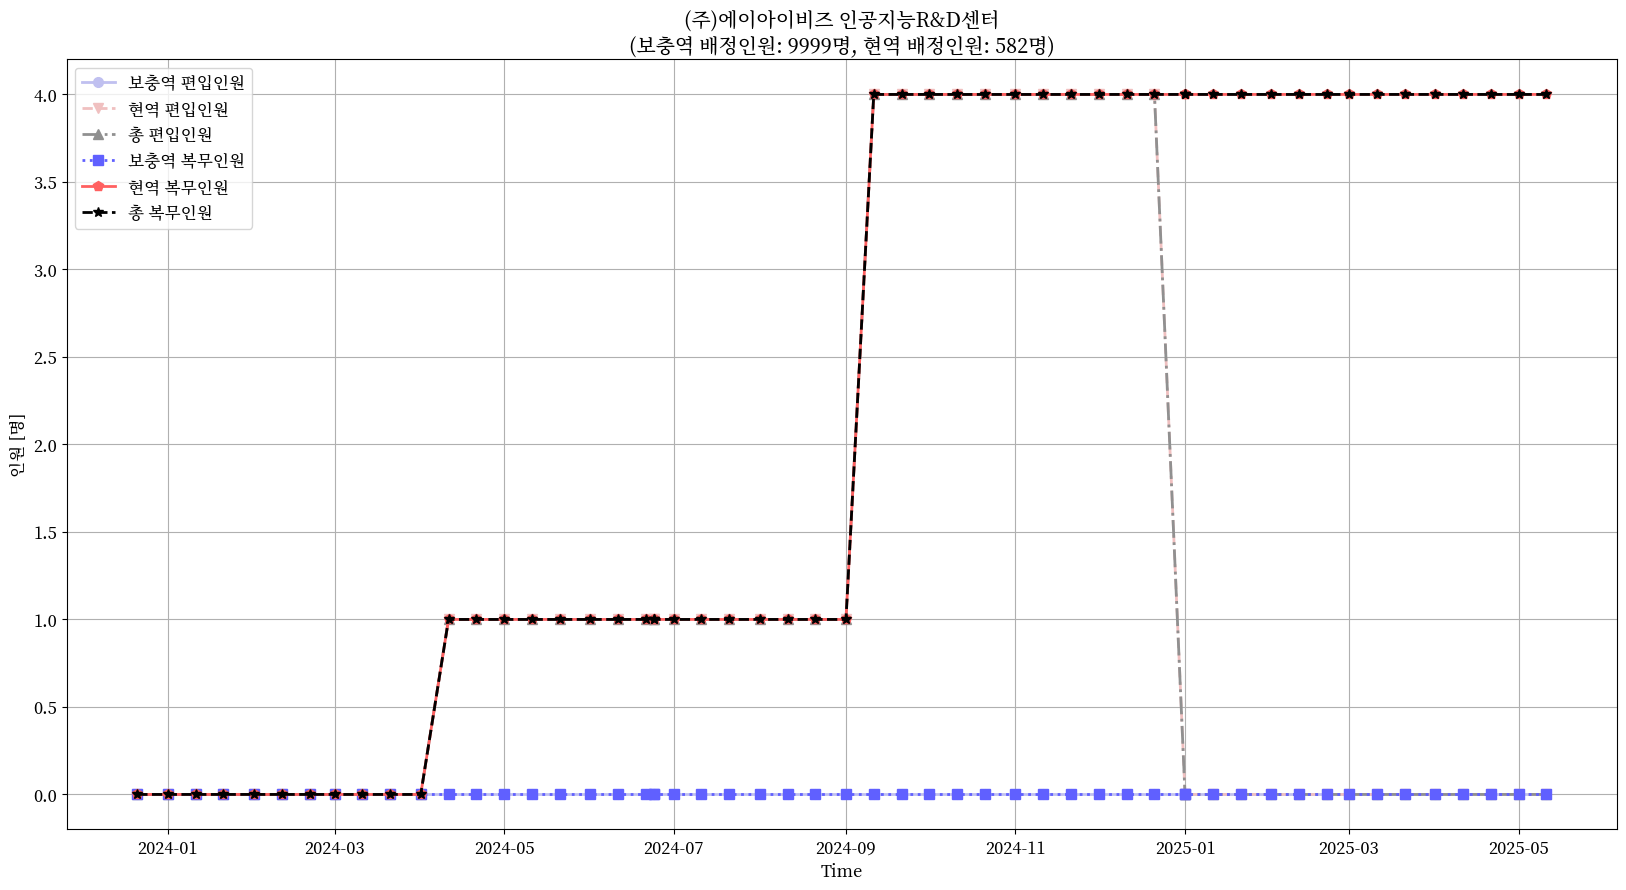 (주)에이아이비즈 인공지능R&D센터
(보충역 배정인원: 9999명, 현역 배정인원: 582명)
보충역 편입인원
현역 편입인원
총 편입인원
보충역 복무인원
현역 복무인원
총 복무인원
4.0
3.5
3.0
2.5
2.0
1.5
1.0
0.5
0.0
인원 [명]
2024-01
2024-03
2024-05
2024-07
2024-09
2024-11
2025-01
2025-03
2025-05
Time